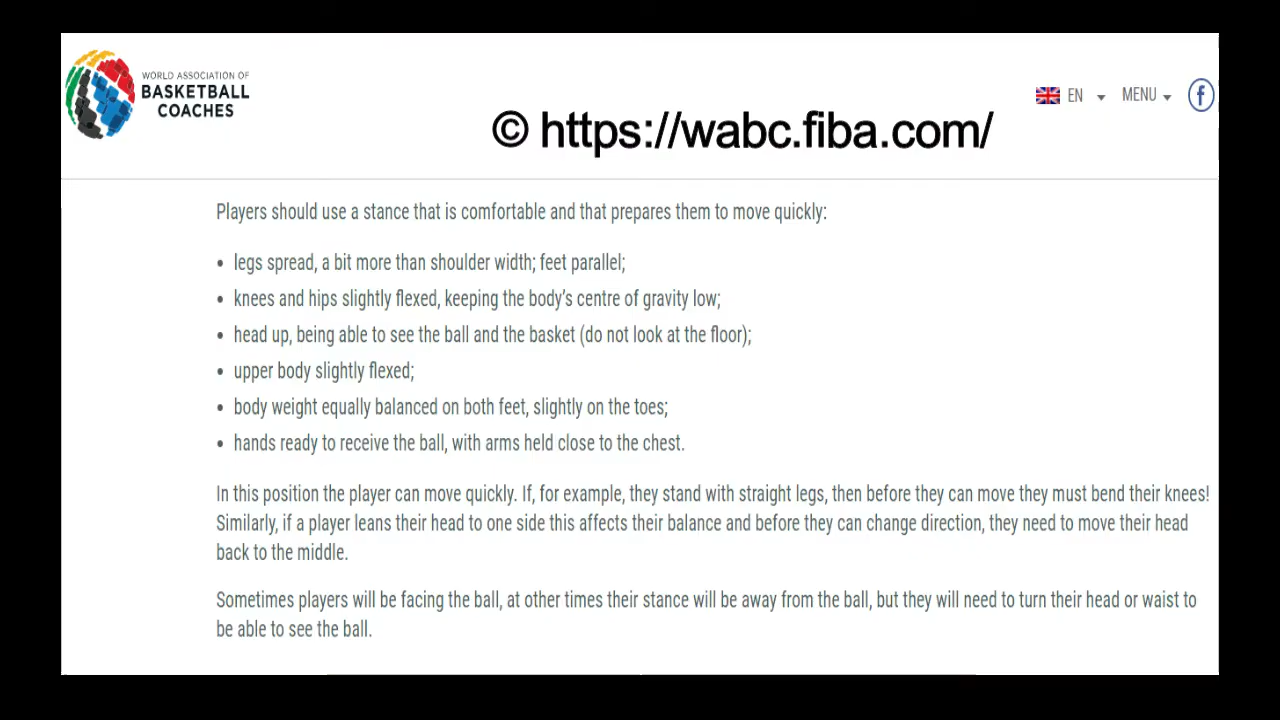 WORLD ASSOCIATION OF
BASKETBALL
COACHES
EN
MENU
f
© https://wabc.fiba.com/
Players should use a stance that is comfortable and that prepares them to move quickly:
• legs spread, a bit more than shoulder width; feet parallel;
• knees and hips slightly flexed, keeping the body’s centre of gravity low;
• head up, being able to see the ball and the basket (do not look at the floor);
• upper body slightly flexed;
• body weight equally balanced on both feet, slightly on the toes;
• hands ready to receive the ball, with arms held close to the chest.
In this position the player can move quickly. If, for example, they stand with straight legs, then before they can move they must bend their knees!
Similarly, if a player leans their head to one side this affects their balance and before they can change direction, they need to move their head
back to the middle.
Sometimes players will be facing the ball, at other times their stance will be away from the ball, but they will need to turn their head or waist to
be able to see the ball.